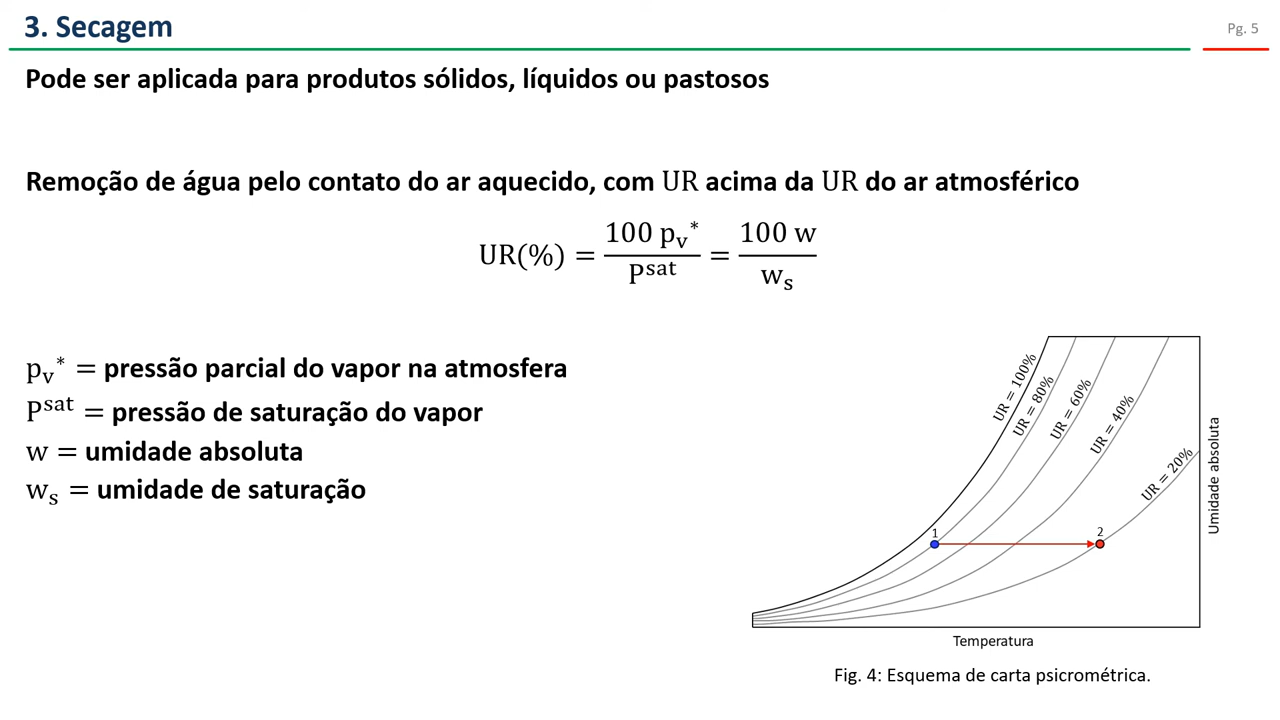 3. Secagem
Pg. 5
Pode ser aplicada para produtos sólidos, líquidos ou pastosos
Remoção de água pelo contato do ar aquecido, com UR acima da UR do ar atmosférico
UR(%) = 100 pᵥ* / Pˢᵃᵗ = 100 w / wₛ
pᵥ* = pressão parcial do vapor na atmosfera
Pˢᵃᵗ = pressão de saturação do vapor
w = umidade absoluta
wₛ = umidade de saturação
UR = 100%
UR = 80%
UR = 60%
UR = 40%
UR = 20%
1
2
Umidade absoluta
Temperatura
Fig. 4: Esquema de carta psicrométrica.